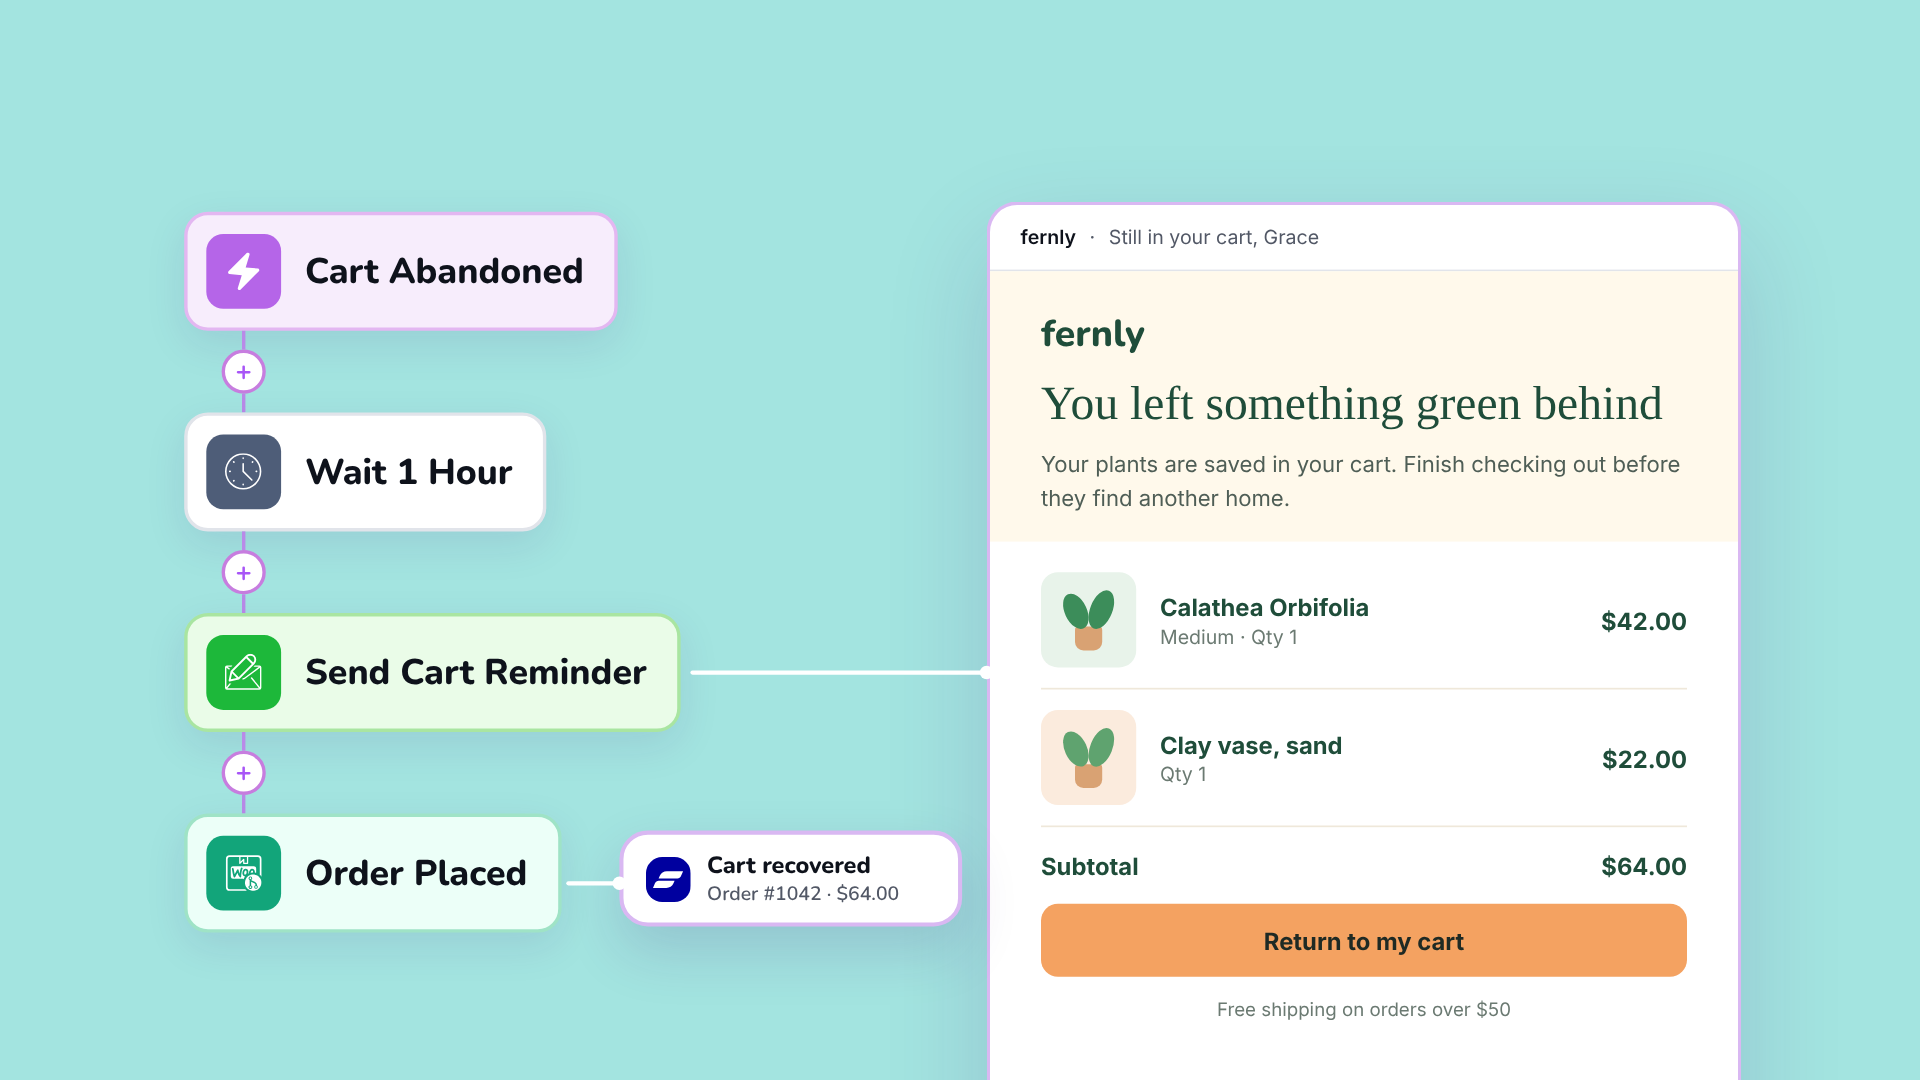 Cart Abandoned
Wait 1 Hour
Send Cart Reminder
Woo
Order Placed
Cart recovered
Order #1042 · $64.00
fernly · Still in your cart, Grace
fernly
You left something green behind
Your plants are saved in your cart. Finish checking out before
they find another home.
Calathea Orbifolia
Medium · Qty 1
$42.00
Clay vase, sand
Qty 1
$22.00
Subtotal
$64.00
Return to my cart
Free shipping on orders over $50